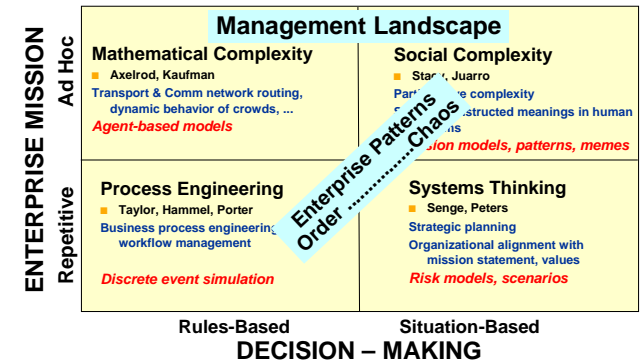 Management Landscape
ENTERPRISE MISSION
Ad Hoc
Repetitive
Mathematical Complexity
Axelrod, Kaufman
Transport & Comm network routing,
dynamic behavior of crowds, ...
Agent-based models
Social Complexity
Juarro
complexity
meanings in human
models, patterns, memes
Enterprise Patterns
Order ............ Chaos
Process Engineering
Taylor, Hammel, Porter
Business process engineering
workflow management
Discrete event simulation
Systems Thinking
Senge, Peters
Strategic planning
Organizational alignment with
mission statement, values
Risk models, scenarios
Rules-Based
Situation-Based
DECISION – MAKING